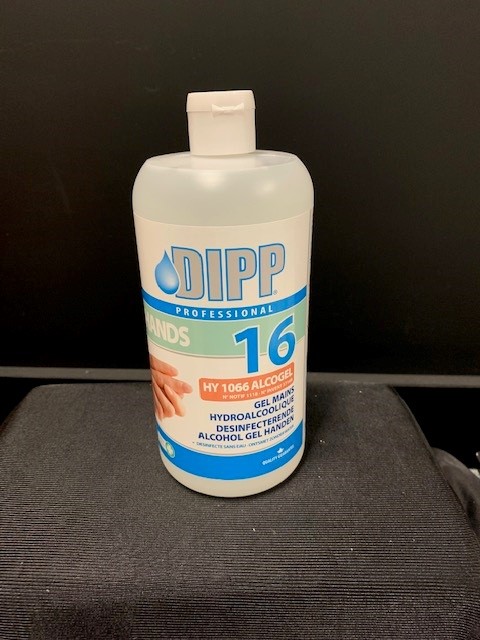 DIPP
PROFESSIONAL
HANDS
16
HY 1066 ALCOGEL
GEL MAINS
HYDROALCOOLIQUE
DESINFECTERENDE
ALCOHOL GEL HANDEN